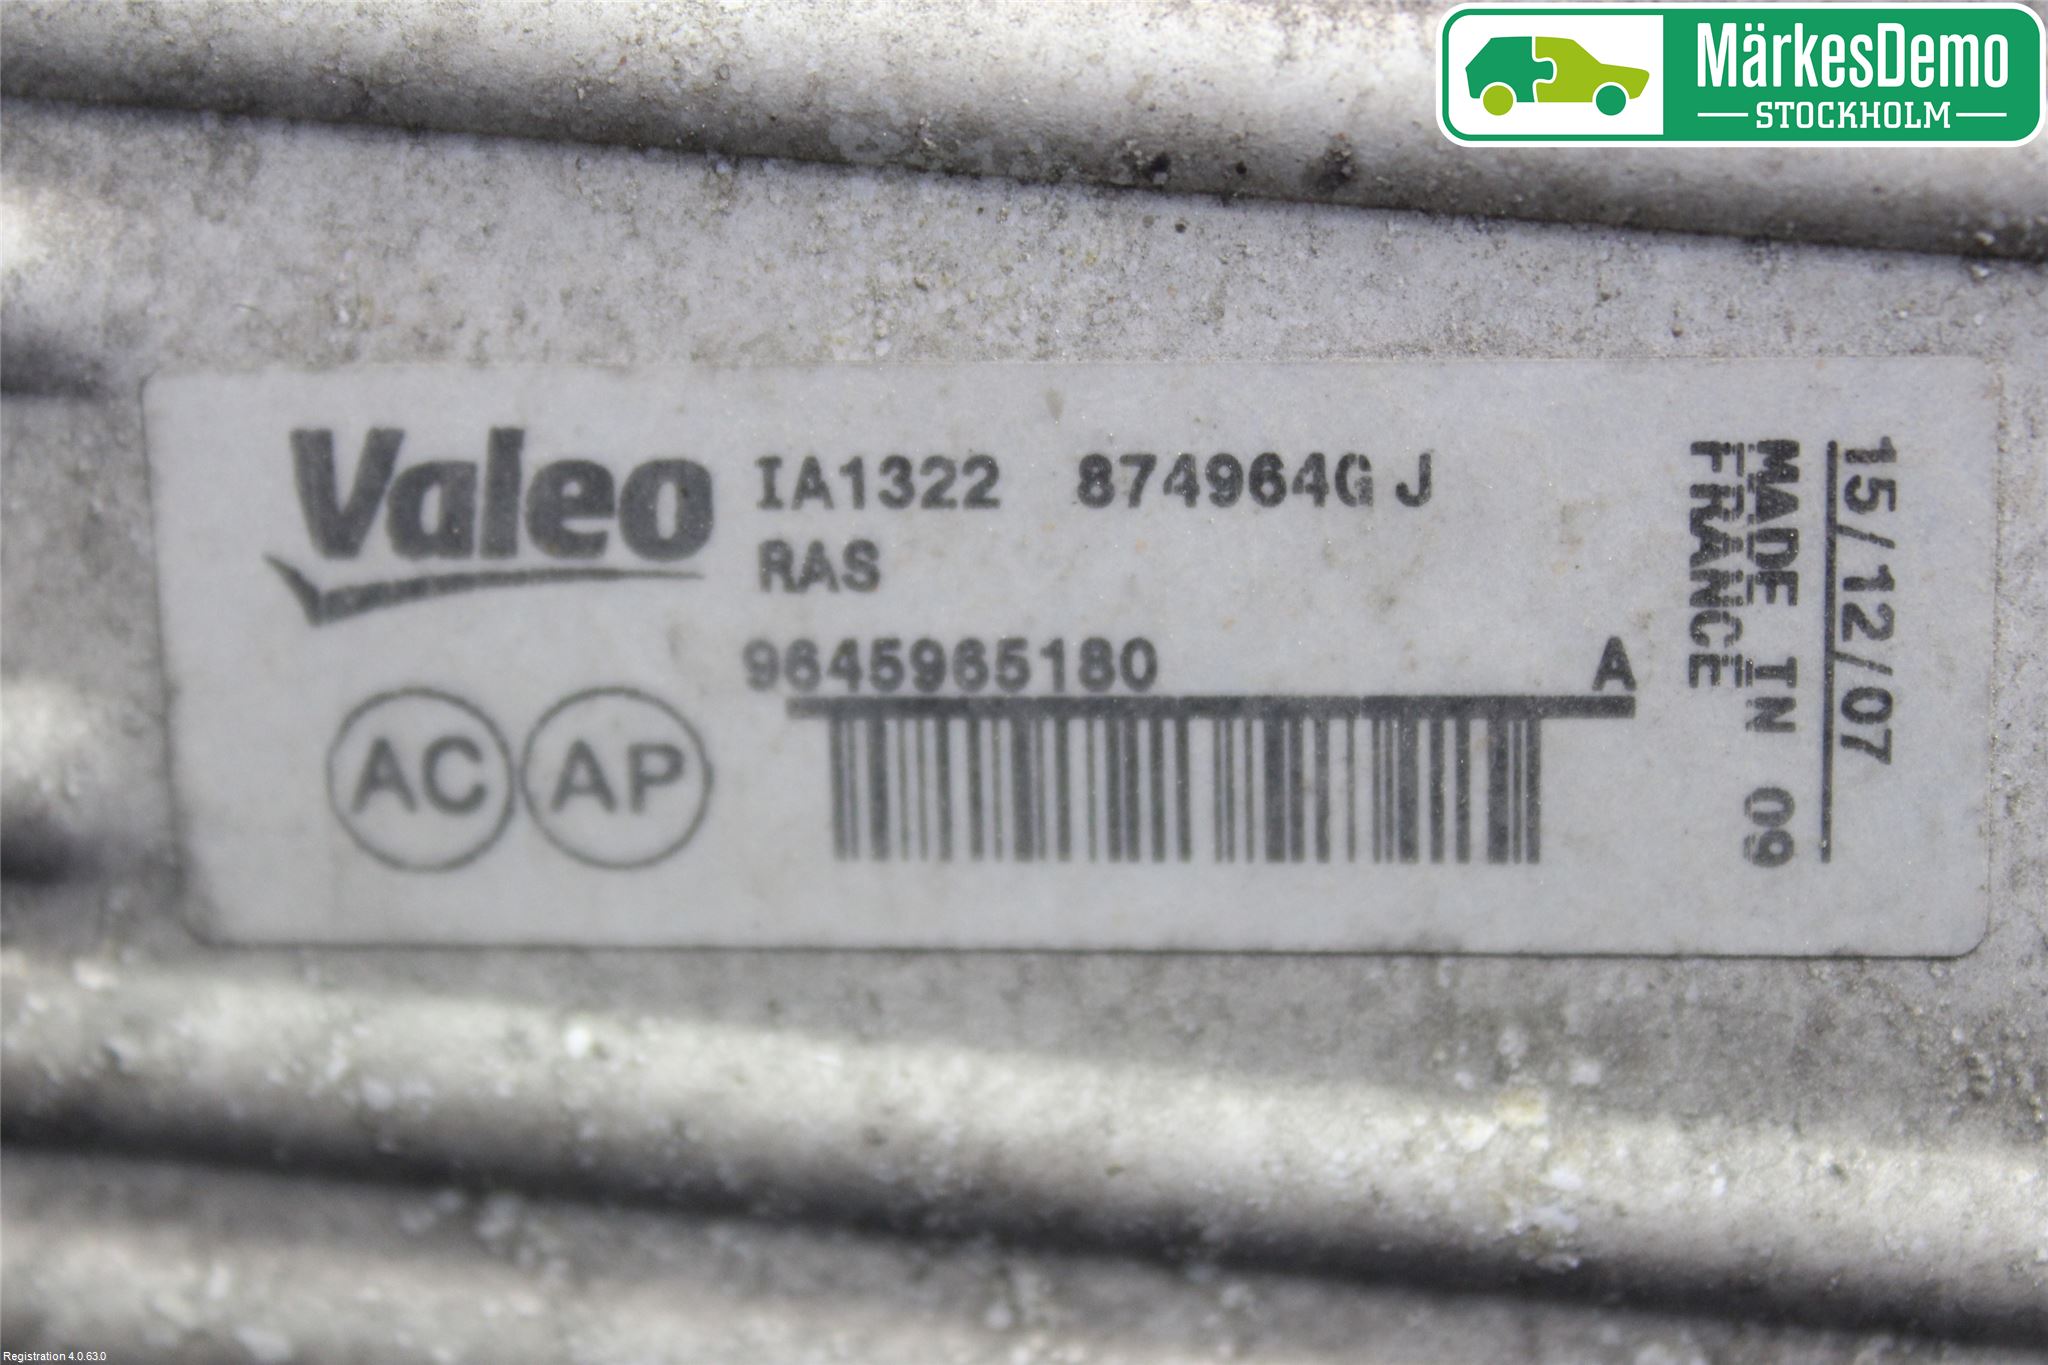 MärkesDemo
STOCKHOLM
Valeo
IA1322 874964G J
RAS
9645965180 A
AC AP
15/12/07
MADE IN 09
FRANCE
Registration 4.0.63.0